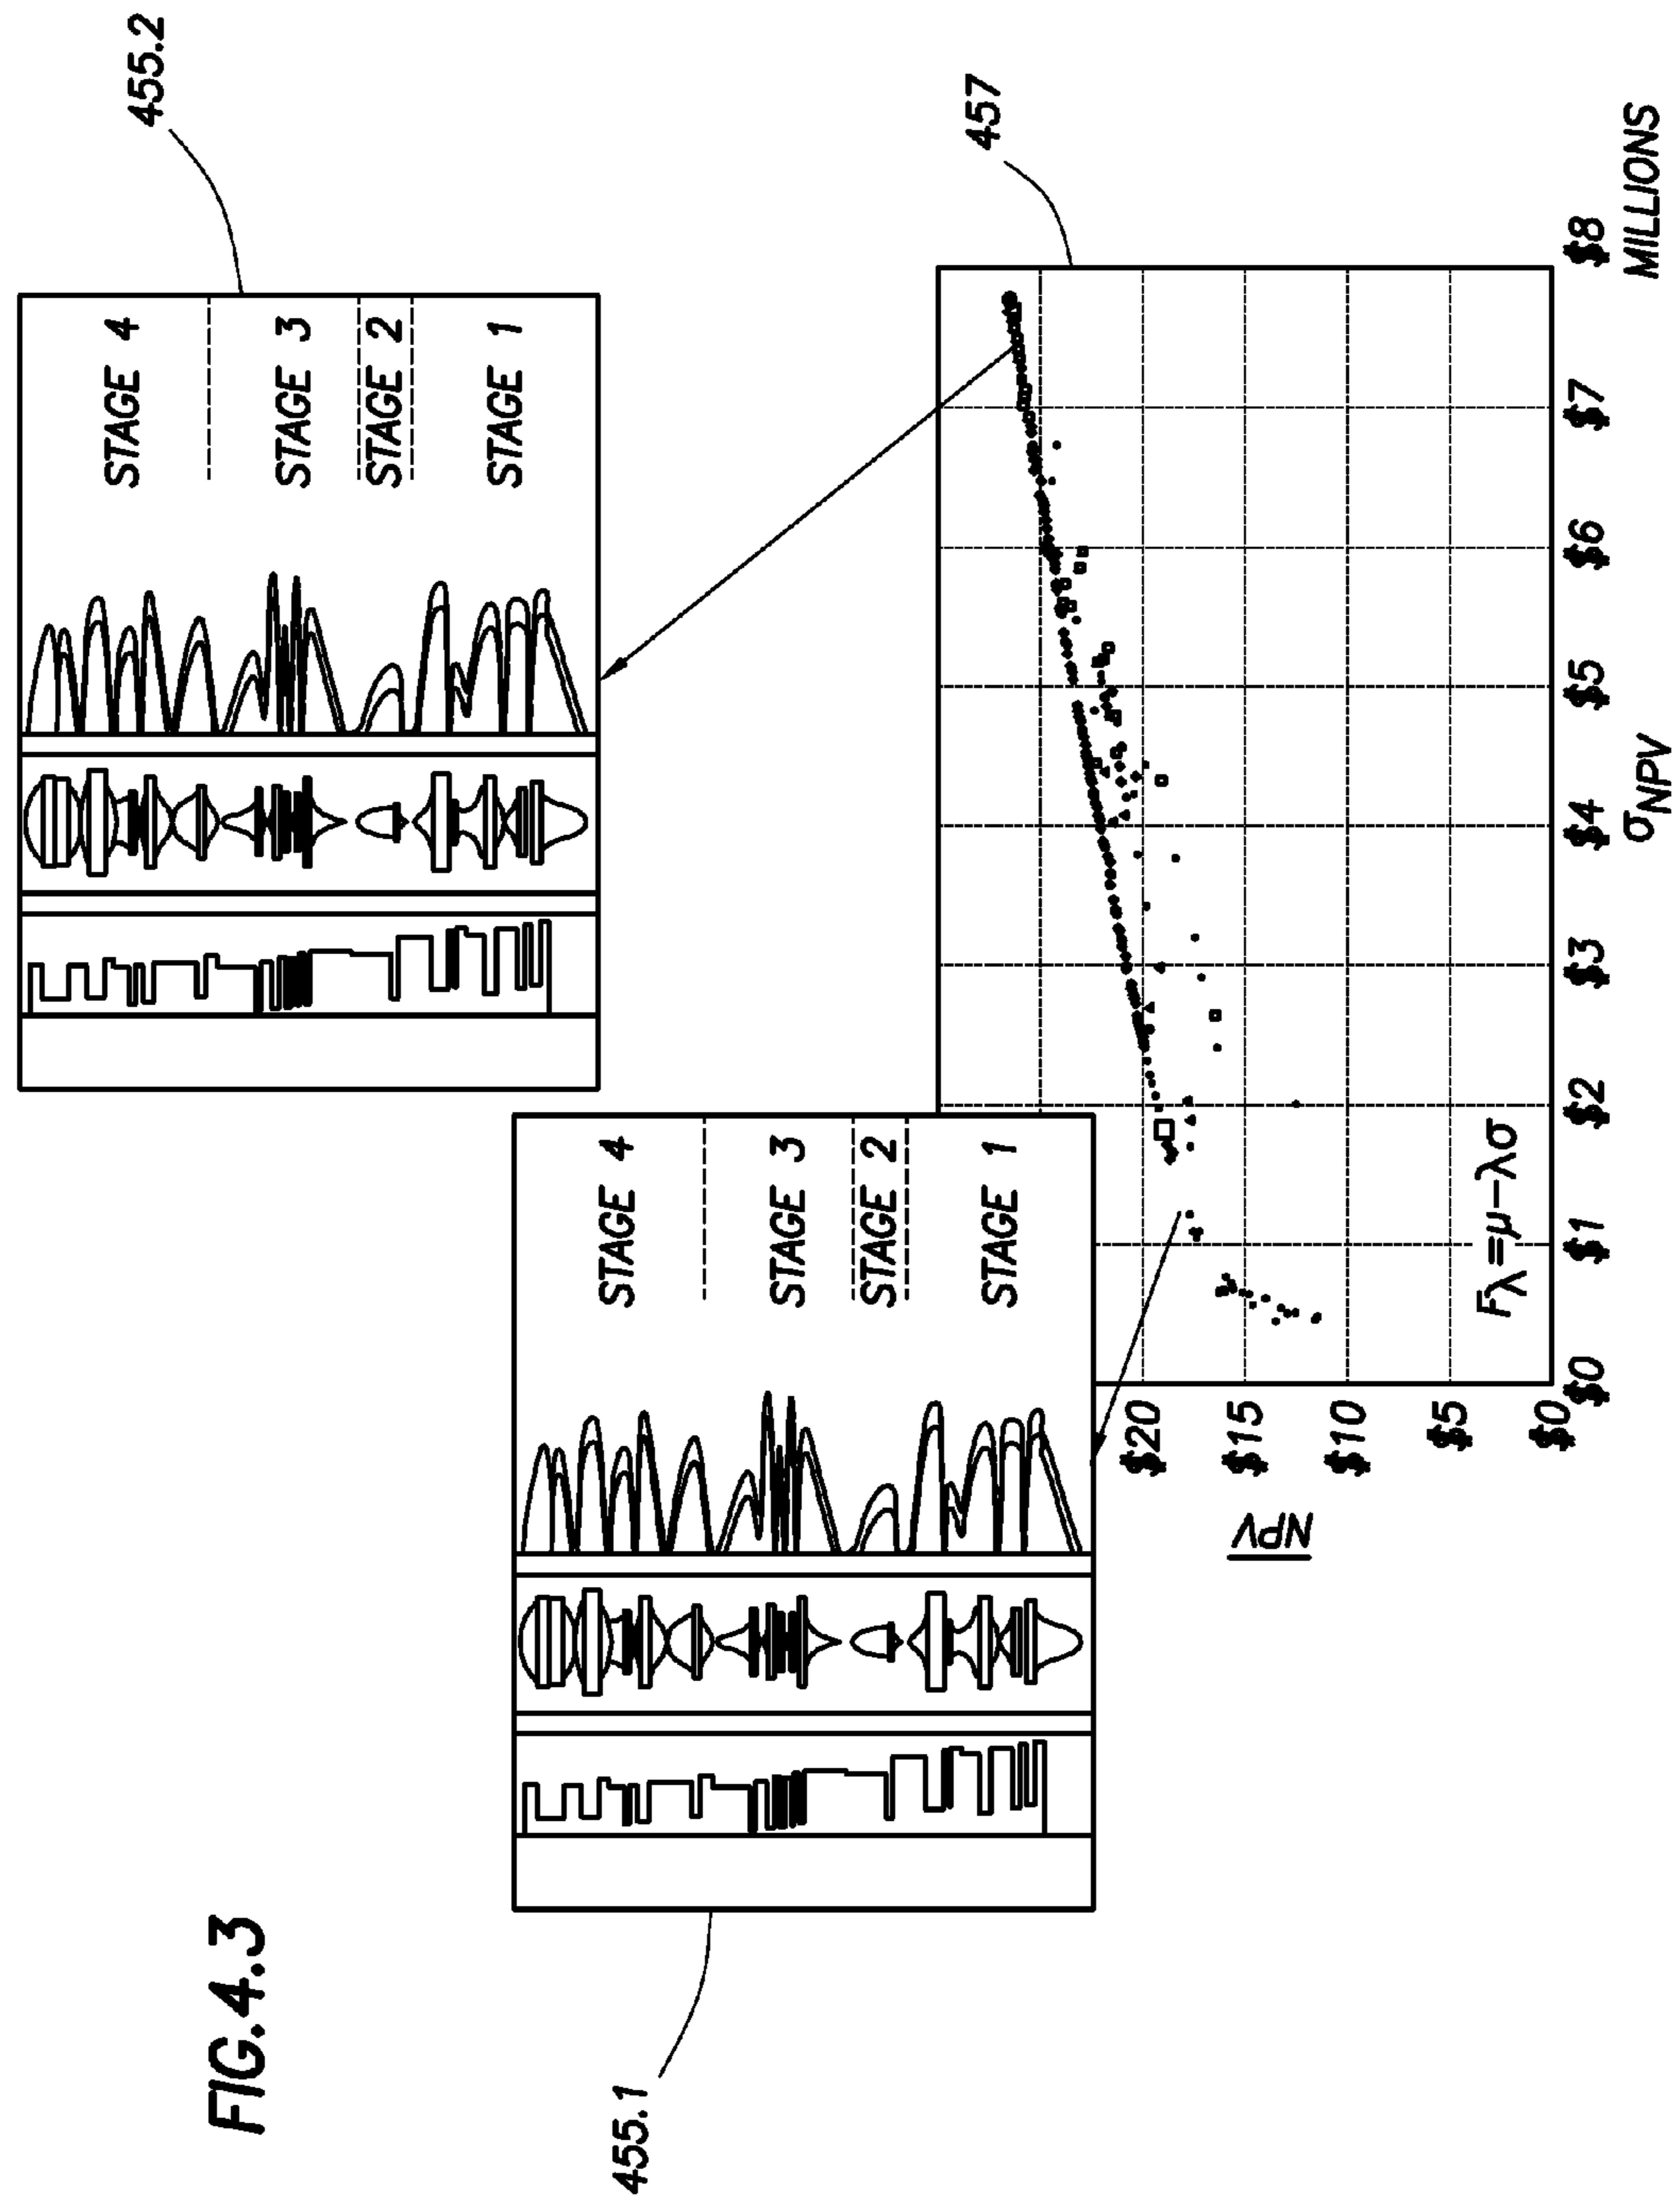 FIG.4.3
455.2
STAGE 4
STAGE 3
STAGE 2
STAGE 1
455.1
STAGE 4
STAGE 3
STAGE 2
STAGE 1
457
NPV
$20
$15
$10
$5
$0
Fλ=μ−λσ
$0
$1
$2
$3
$4
$5
$6
$7
$8
σNPV
MILLIONS